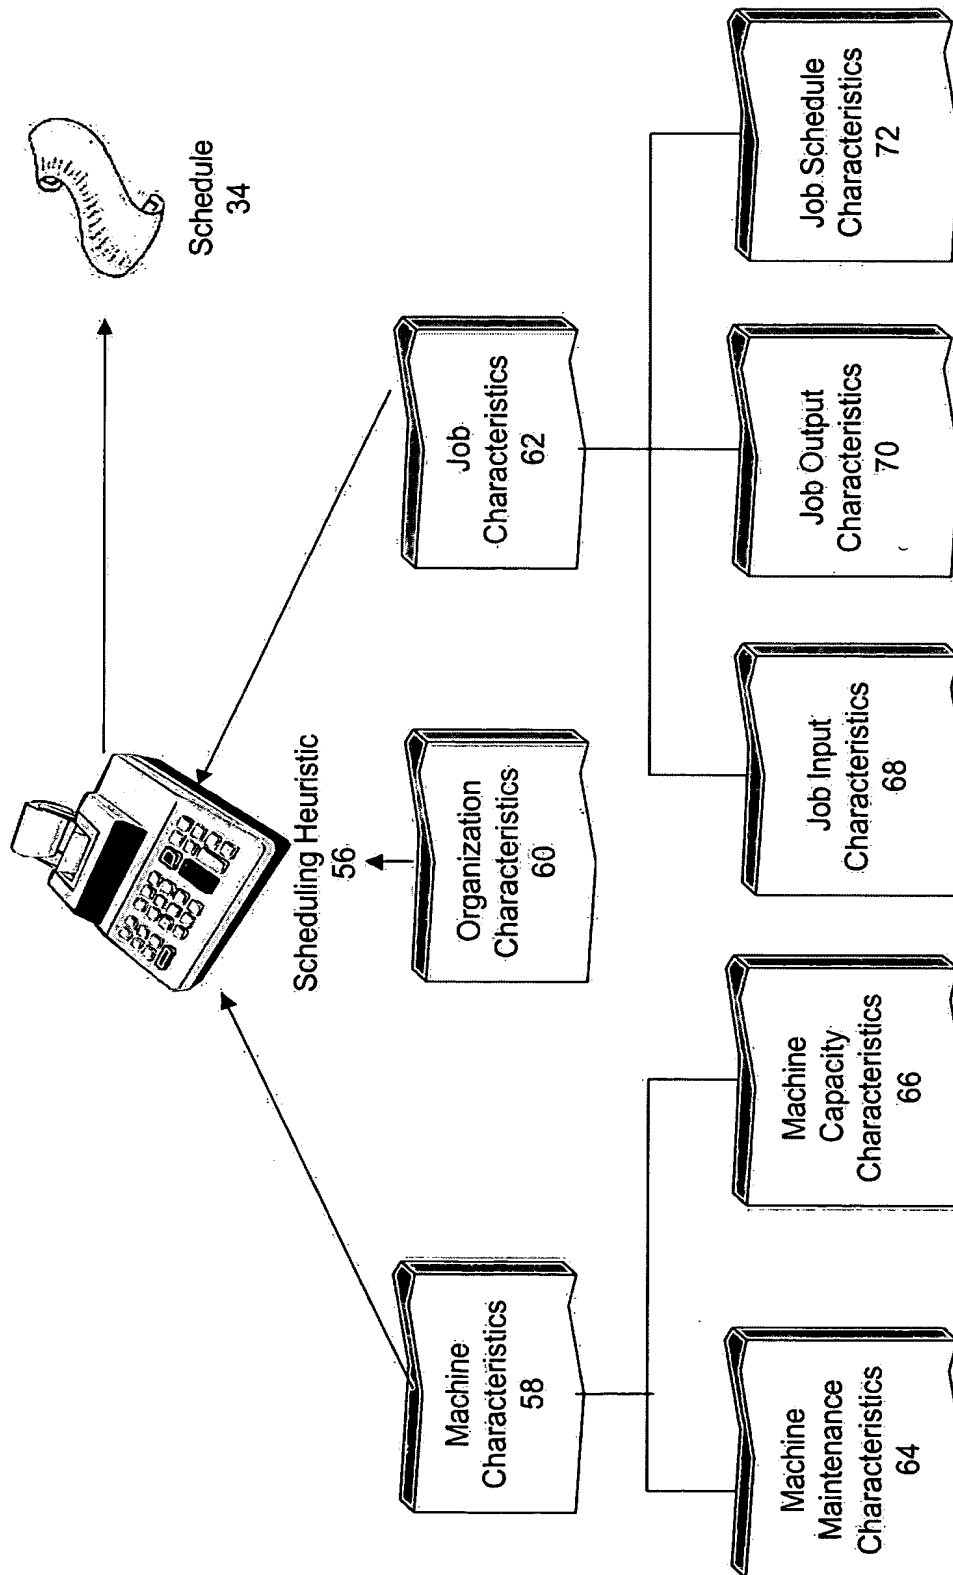 Schedule
34
Scheduling Heuristic
56
Machine
Characteristics
58
Organization
Characteristics
60
Job
Characteristics
62
Machine
Maintenance
Characteristics
64
Machine
Capacity
Characteristics
66
Job Input
Characteristics
68
Job Output
Characteristics
70
Job Schedule
Characteristics
72